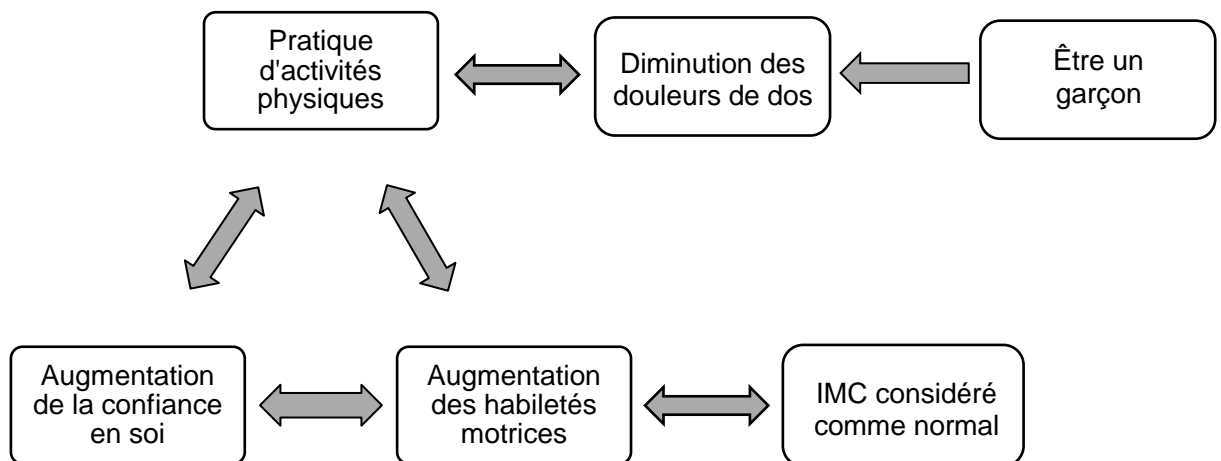 Pratique
d'activités
physiques
Diminution des
douleurs de dos
Être un
garçon
Augmentation
de la confiance
en soi
Augmentation
des habiletés
motrices
IMC considéré
comme normal